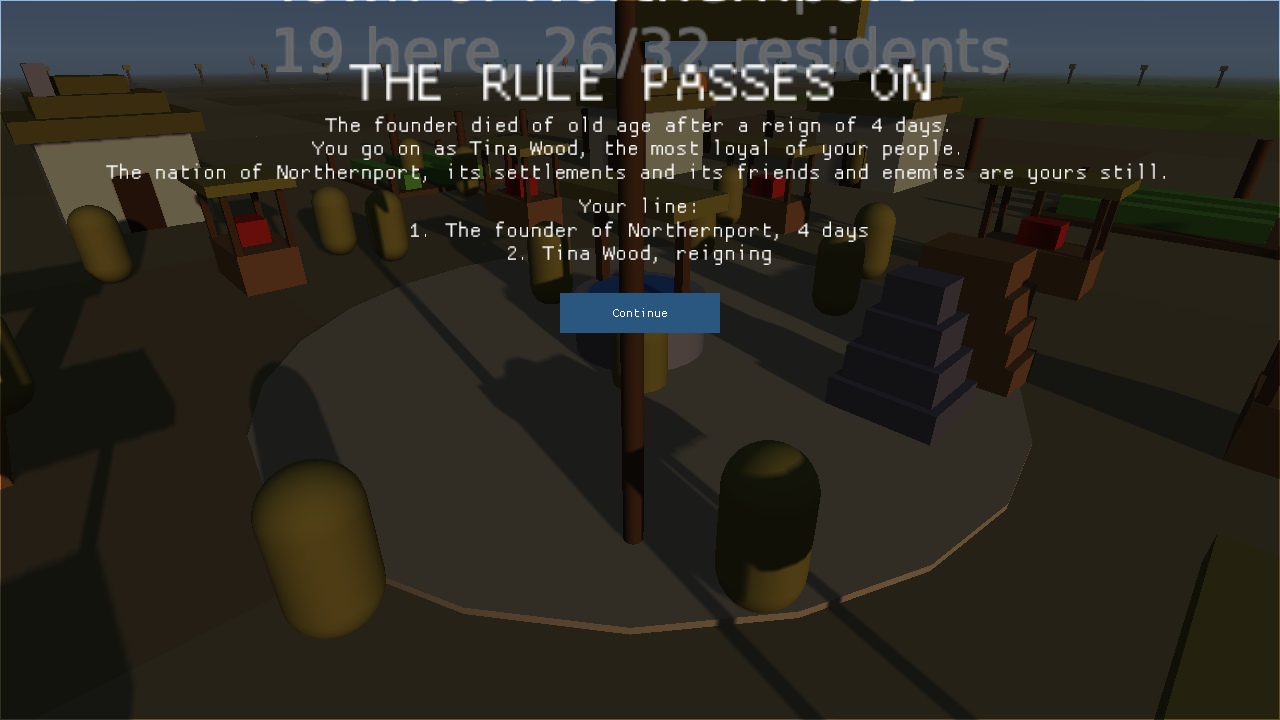 19 here, 26/32 residents
THE RULE PASSES ON
The founder died of old age after a reign of 4 days.
You go on as Tina Wood, the most loyal of your people.
The nation of Northernport, its settlements and its friends and enemies are yours still.
Your line:
1. The founder of Northernport, 4 days
2. Tina Wood, reigning
Continue